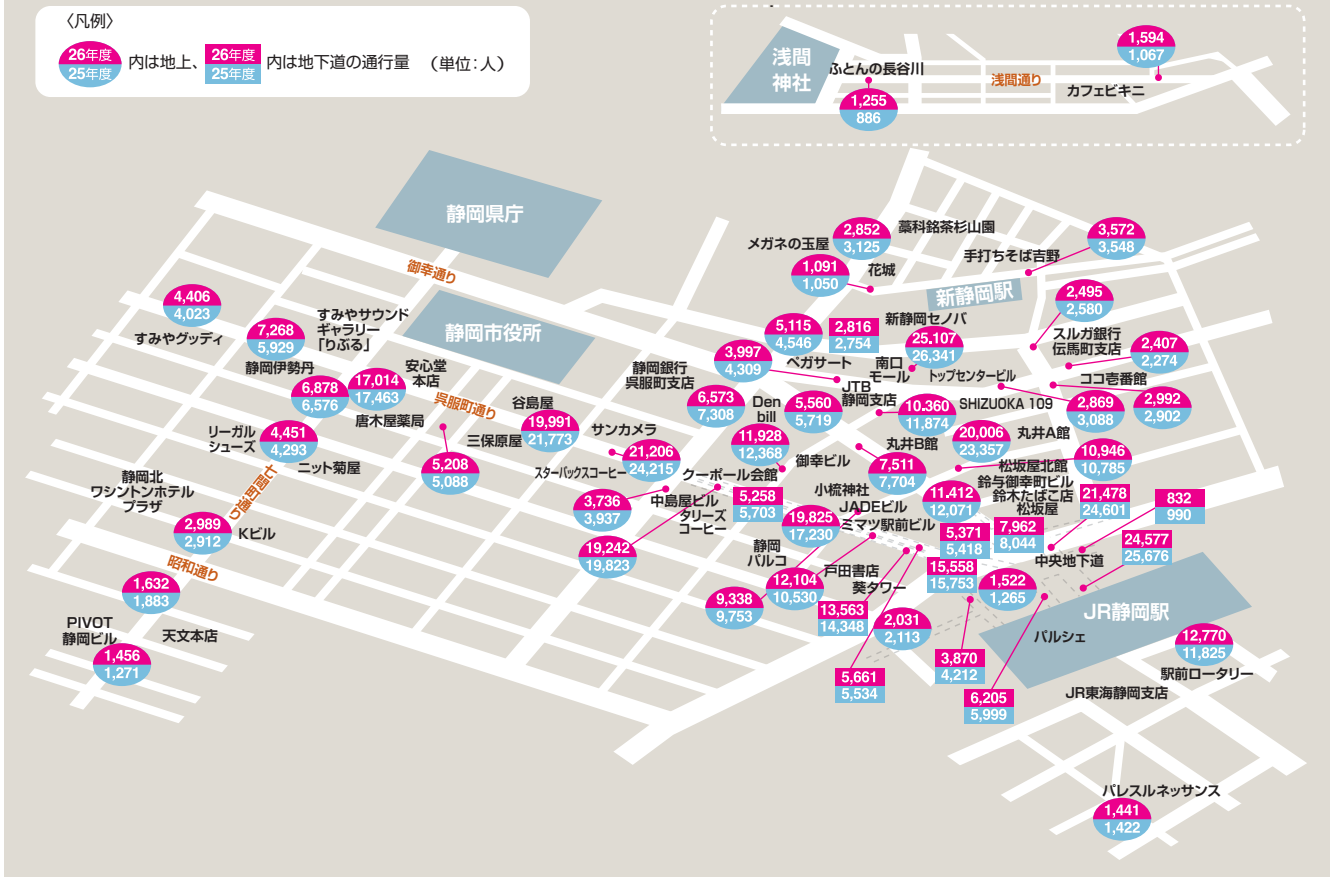 〈凡例〉
26年度
25年度
内は地上、
26年度
25年度
内は地下道の通行量 (単位:人)
浅間
神社
ふとんの長谷川
1,255
886
浅間通り
1,594
1,067
カフェビキニ
静岡県庁
御幸通り
静岡市役所
メガネの玉屋
2,852
3,125
藁科銘茶杉山園
1,091
1,050
花城
手打ちそば吉野
3,572
3,548
新静岡駅
4,406
4,023
すみやグッディ
7,268
5,929
すみやサウンド
ギャラリー
「りぶる」
静岡伊勢丹
6,878
6,576
17,014
17,463
安心堂
本店
唐木屋薬局
呉服町通り
リーガル
シューズ
4,451
4,293
ニット菊屋
七間町通り
静岡北
ワシントンホテル
プラザ
2,989
2,912
Kビル
昭和通り
1,632
1,883
PIVOT
静岡ビル
天文本店
1,456
1,271
5,208
5,088
三保原屋
谷島屋
19,991
21,773
サンカメラ
21,206
24,215
スターバックスコーヒー
3,736
3,937
19,242
19,823
中島屋ビル
タリーズ
コーヒー
クーポール会館
5,258
5,703
静岡銀行
呉服町支店
3,997
4,309
6,573
7,308
5,115
4,546
2,816
2,754
ペガサート
新静岡セノバ
25.107
26,341
南口
モール
JTB
静岡支店
トップセンタービル
2,495
2,580
スルガ銀行
伝馬町支店
2,407
2,274
ココ壱番館
2,869
3,088
2,992
2,902
Den
bill
5,560
5,719
10.360
11,874
SHIZUOKA 109
20,006
23,357
丸井A館
11,928
12,368
御幸ビル
丸井B館
7,511
7,704
松坂屋北館
10,946
10,785
鈴与御幸町ビル
鈴木たばこ店
松坂屋
小梳神社
JADEビル
ミマツ駅前ビル
11.412
12,071
21,478
24,601
832
990
5,371
5,418
7,962
8,044
24,577
25,676
中央地下道
19,825
17,230
静岡
パルコ
戸田書店
葵タワー
12,104
10,530
9,338
9,753
13,563
14,348
15,558
15,753
1,522
1,265
2,031
2,113
JR静岡駅
パルシェ
5,661
5,534
3,870
4,212
6,205
5,999
12,770
11,825
駅前ロータリー
JR東海静岡支店
パレスルネッサンス
1,441
1,422